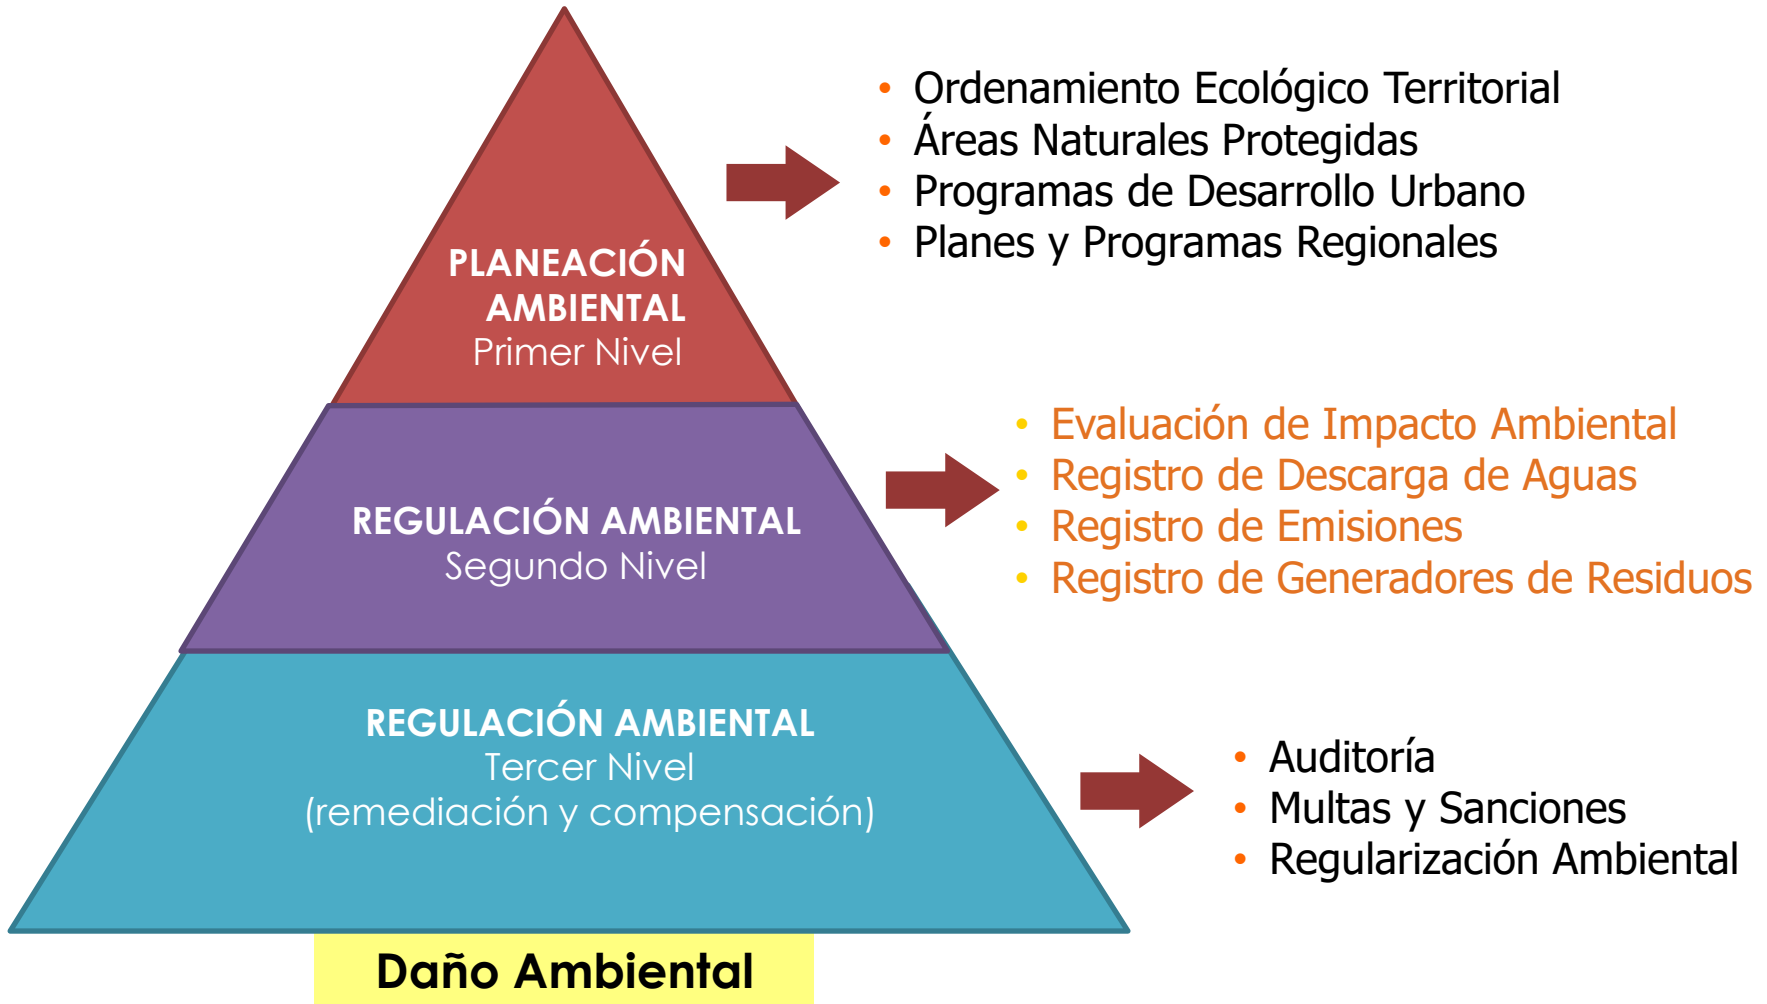 PLANEACIÓN
AMBIENTAL
Primer Nivel
• Ordenamiento Ecológico Territorial
• Áreas Naturales Protegidas
• Programas de Desarrollo Urbano
• Planes y Programas Regionales
REGULACIÓN AMBIENTAL
Segundo Nivel
• Evaluación de Impacto Ambiental
• Registro de Descarga de Aguas
• Registro de Emisiones
• Registro de Generadores de Residuos
REGULACIÓN AMBIENTAL
Tercer Nivel
(remediación y compensación)
• Auditoría
• Multas y Sanciones
• Regularización Ambiental
Daño Ambiental